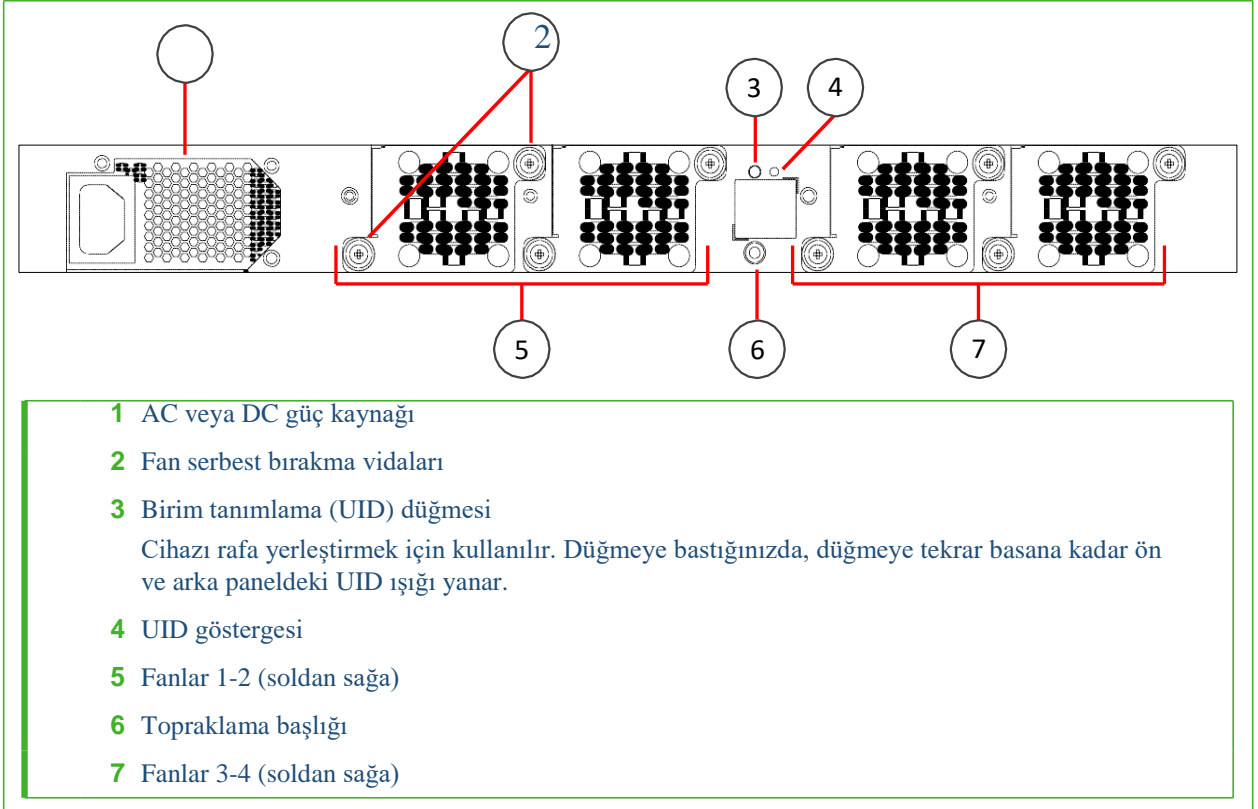 2
3 4
5 6 7
1 AC veya DC güç kaynağı
2 Fan serbest bırakma vidaları
3 Birim tanımlama (UID) düğmesi
Cihazı rafa yerleştirmek için kullanılır. Düğmeye bastığınızda, düğmeye tekrar basana kadar ön
ve arka paneldeki UID ışığı yanar.
4 UID göstergesi
5 Fanlar 1-2 (soldan sağa)
6 Topraklama başlığı
7 Fanlar 3-4 (soldan sağa)